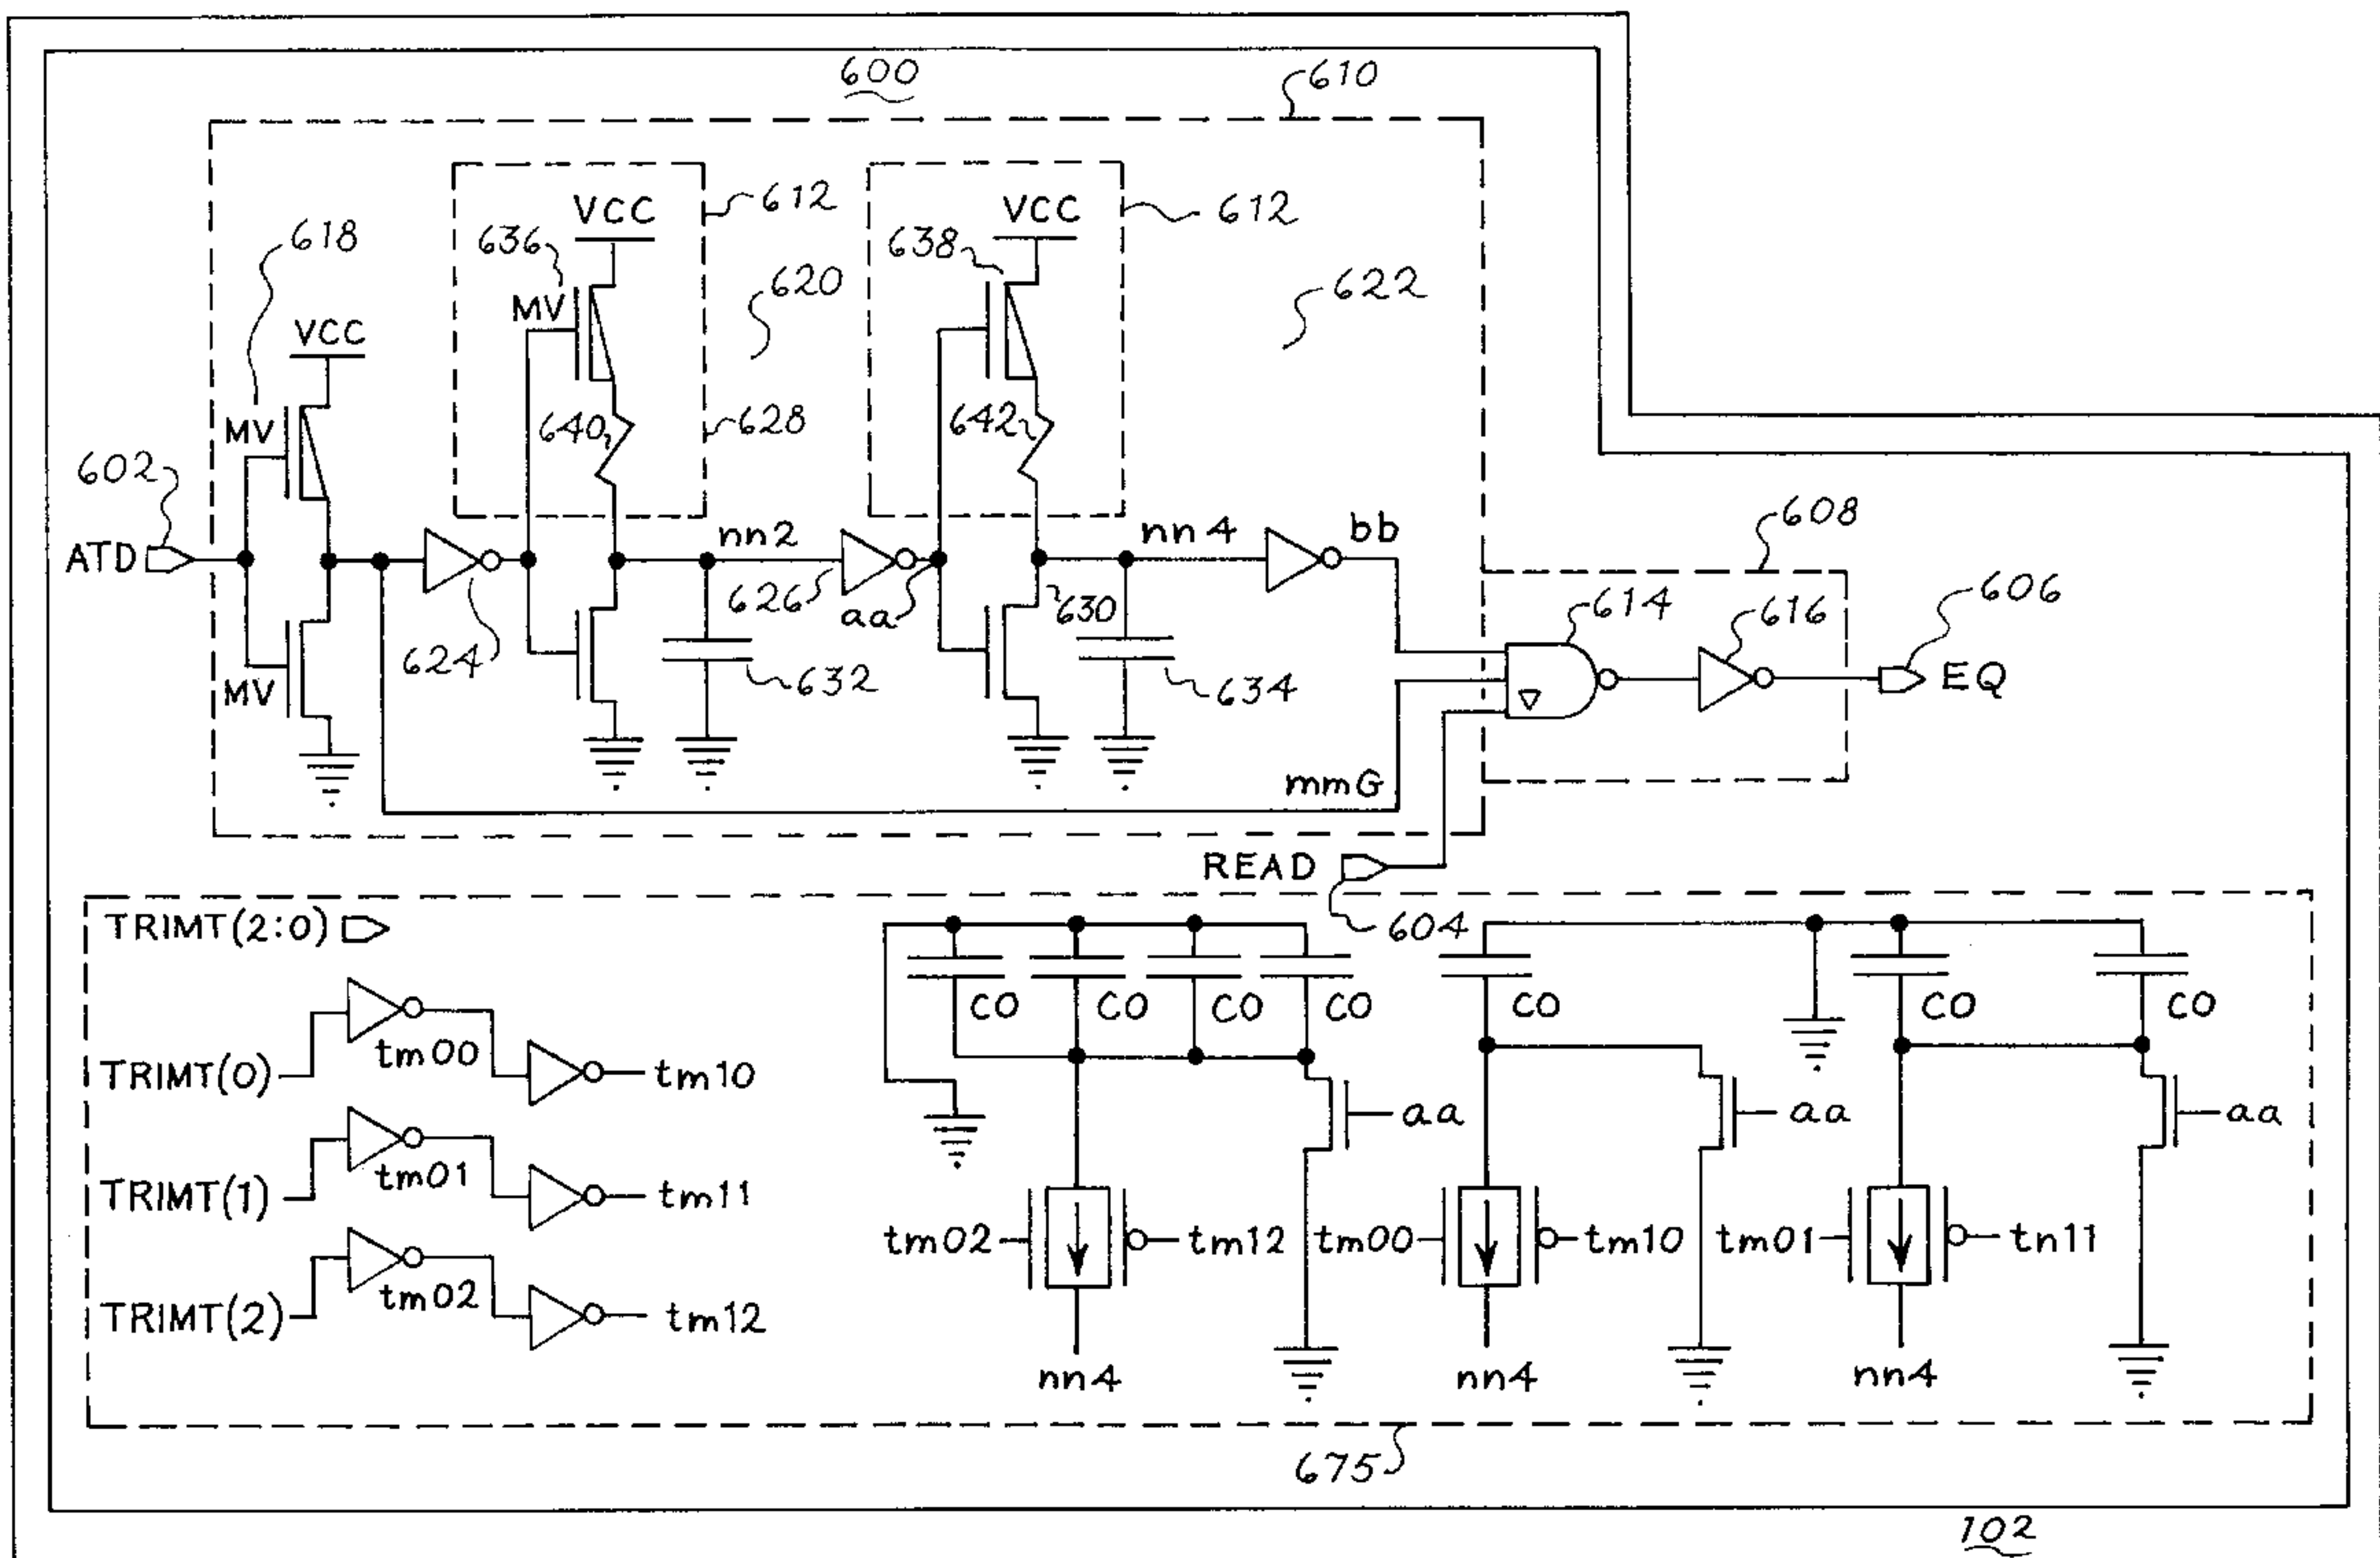 600
610
VCC
612
VCC
612
618
636
638
MV
620
622
VCC
MV
640
628
642
602
ATD
nn2
nn4
bb
608
626
aa
630
614
616
606
624
632
634
EQ
MV
mmG
READ
604
TRIMT(2:0)
CO CO CO CO CO CO CO
tm00
TRIMT(0)
tm10
aa aa aa
tm01
TRIMT(1)
tm11
tm02 tm12 tm00 tm10 tm01 tn11
tm02
TRIMT(2)
tm12
nn4 nn4 nn4
675
102